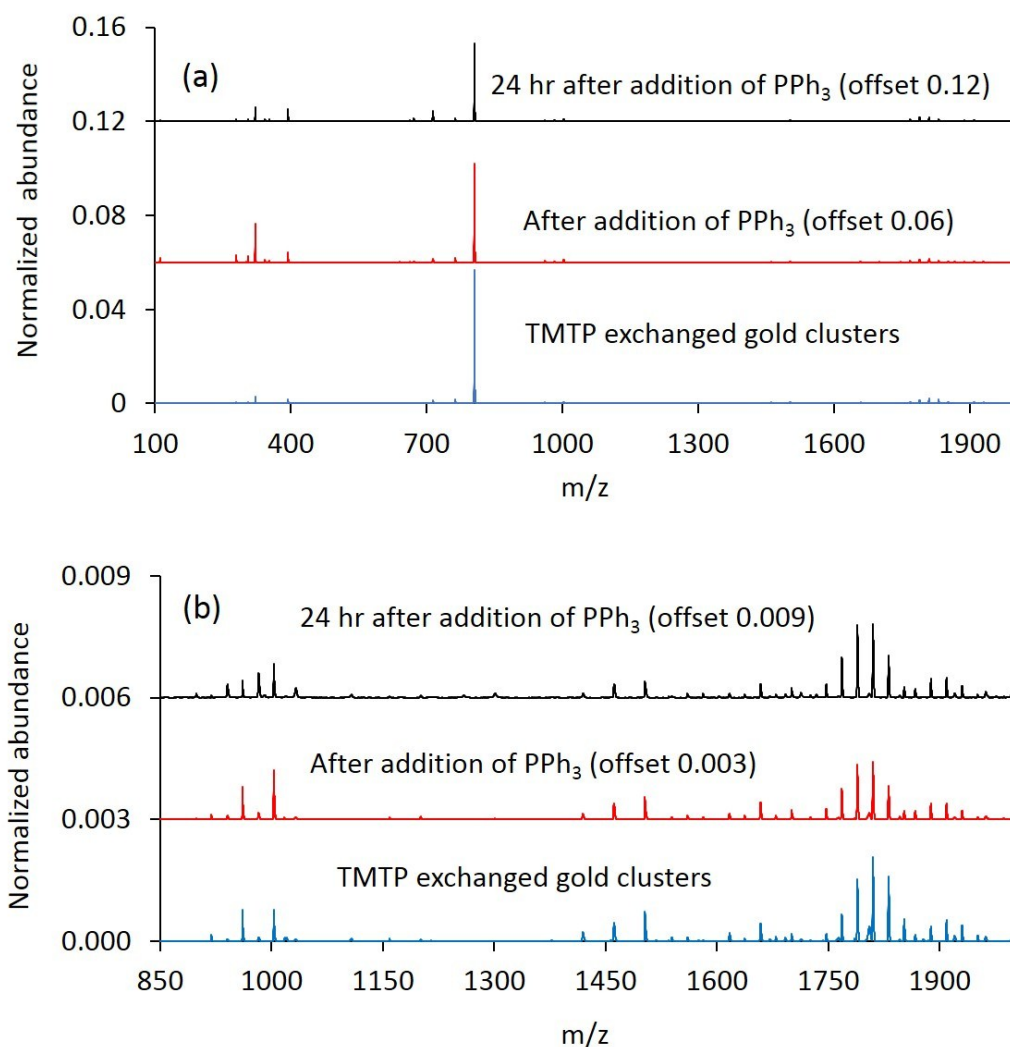 Normalized abundance
0.16
0.12
0.08
0.04
0
(a)
24 hr after addition of PPh₃ (offset 0.12)
After addition of PPh₃ (offset 0.06)
TMTP exchanged gold clusters
100 400 700 1000 1300 1600 1900
m/z
Normalized abundance
0.009
0.006
0.003
0.000
(b)
24 hr after addition of PPh₃ (offset 0.009)
After addition of PPh₃ (offset 0.003)
TMTP exchanged gold clusters
850 1000 1150 1300 1450 1600 1750 1900
m/z